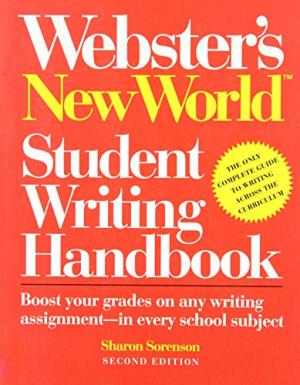 Webster's
New World™
Student
Writing
Handbook
THE ONLY
COMPLETE GUIDE
TO WRITING
ACROSS THE
CURRICULUM
Boost your grades on any writing
assignment—in every school subject
Sharon Sorenson
SECOND EDITION